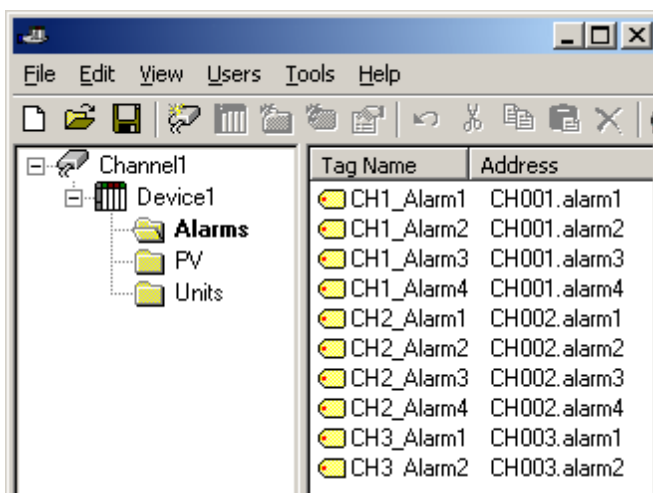 File Edit View Users Tools Help
Channel1
Device1
Alarms
PV
Units
Tag Name Address
CH1_Alarm1 CH001.alarm1
CH1_Alarm2 CH001.alarm2
CH1_Alarm3 CH001.alarm3
CH1_Alarm4 CH001.alarm4
CH2_Alarm1 CH002.alarm1
CH2_Alarm2 CH002.alarm2
CH2_Alarm3 CH002.alarm3
CH2_Alarm4 CH002.alarm4
CH3_Alarm1 CH003.alarm1
CH3 Alarm2 CH003.alarm2